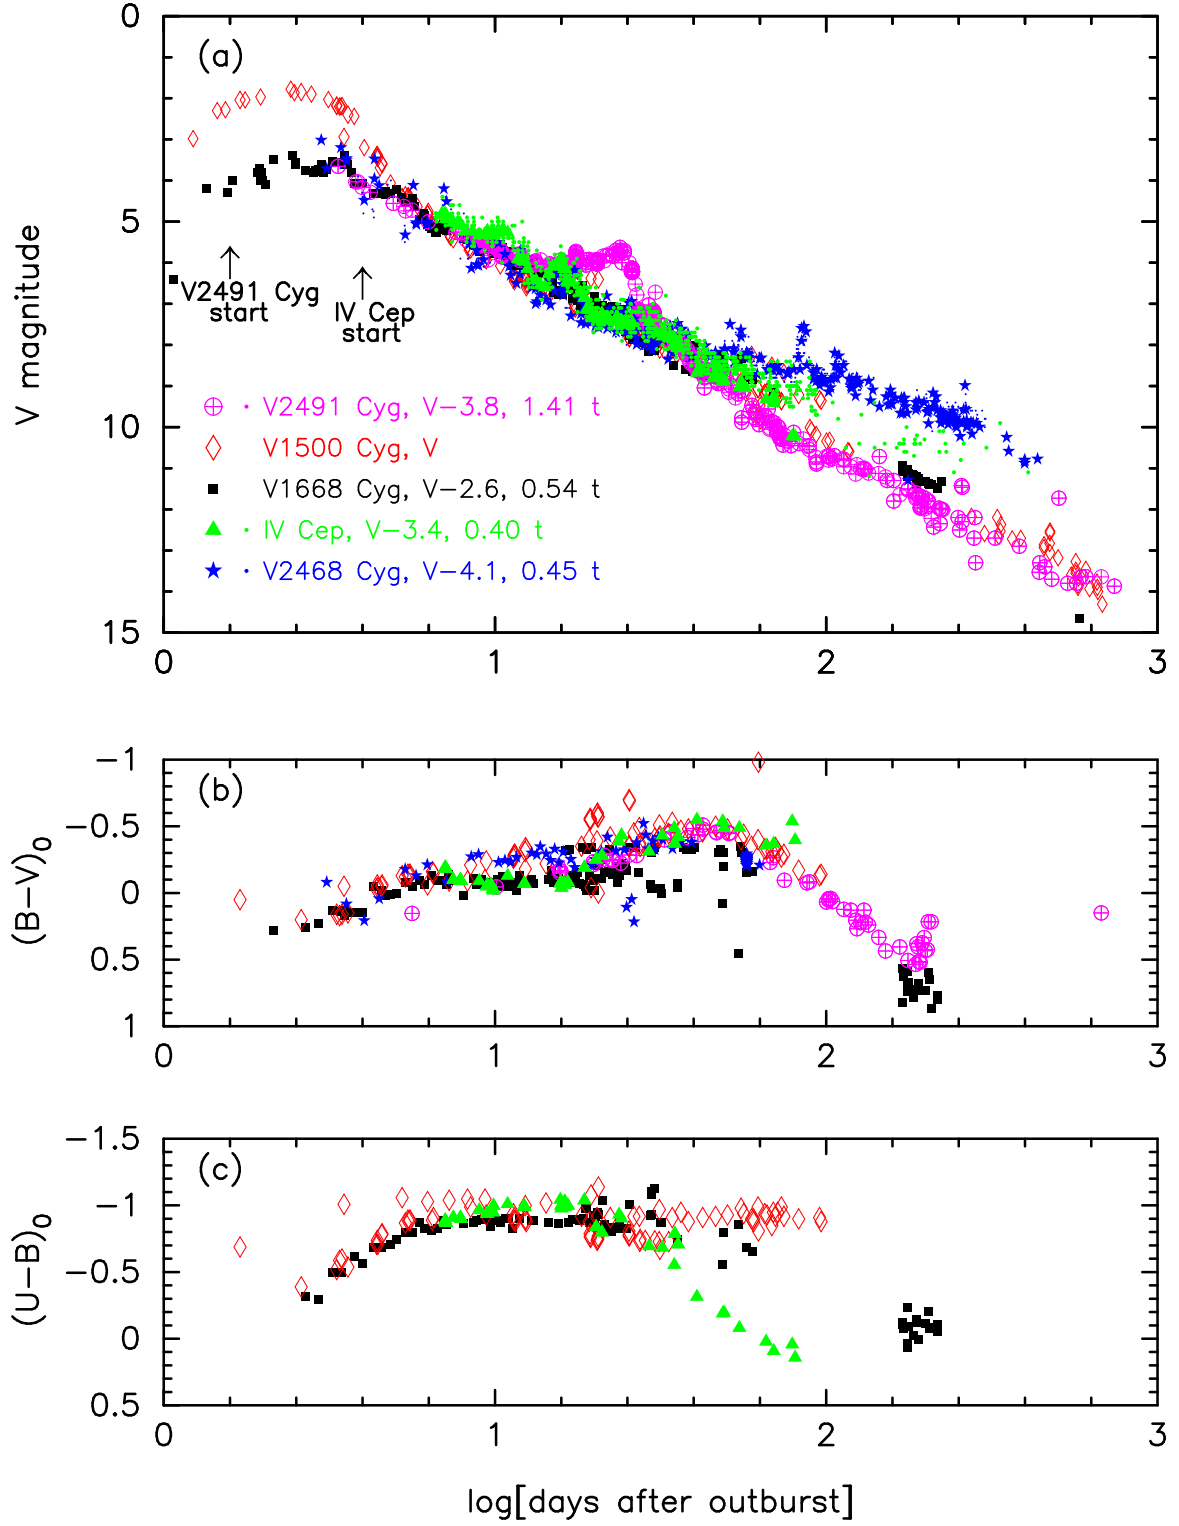 0
(a)
5
V magnitude
V2491 Cyg
start
IV Cep
start
10
V2491 Cyg, V−3.8, 1.41 t
V1500 Cyg, V
V1668 Cyg, V−2.6, 0.54 t
IV Cep, V−3.4, 0.40 t
V2468 Cyg, V−4.1, 0.45 t
15
0 1 2 3
−1
(b)
−0.5
(B−V)0
0
0.5
1
0 1 2 3
−1.5
(c)
−1
(U−B)0
−0.5
0
0.5
0 1 2 3
log[days after outburst]